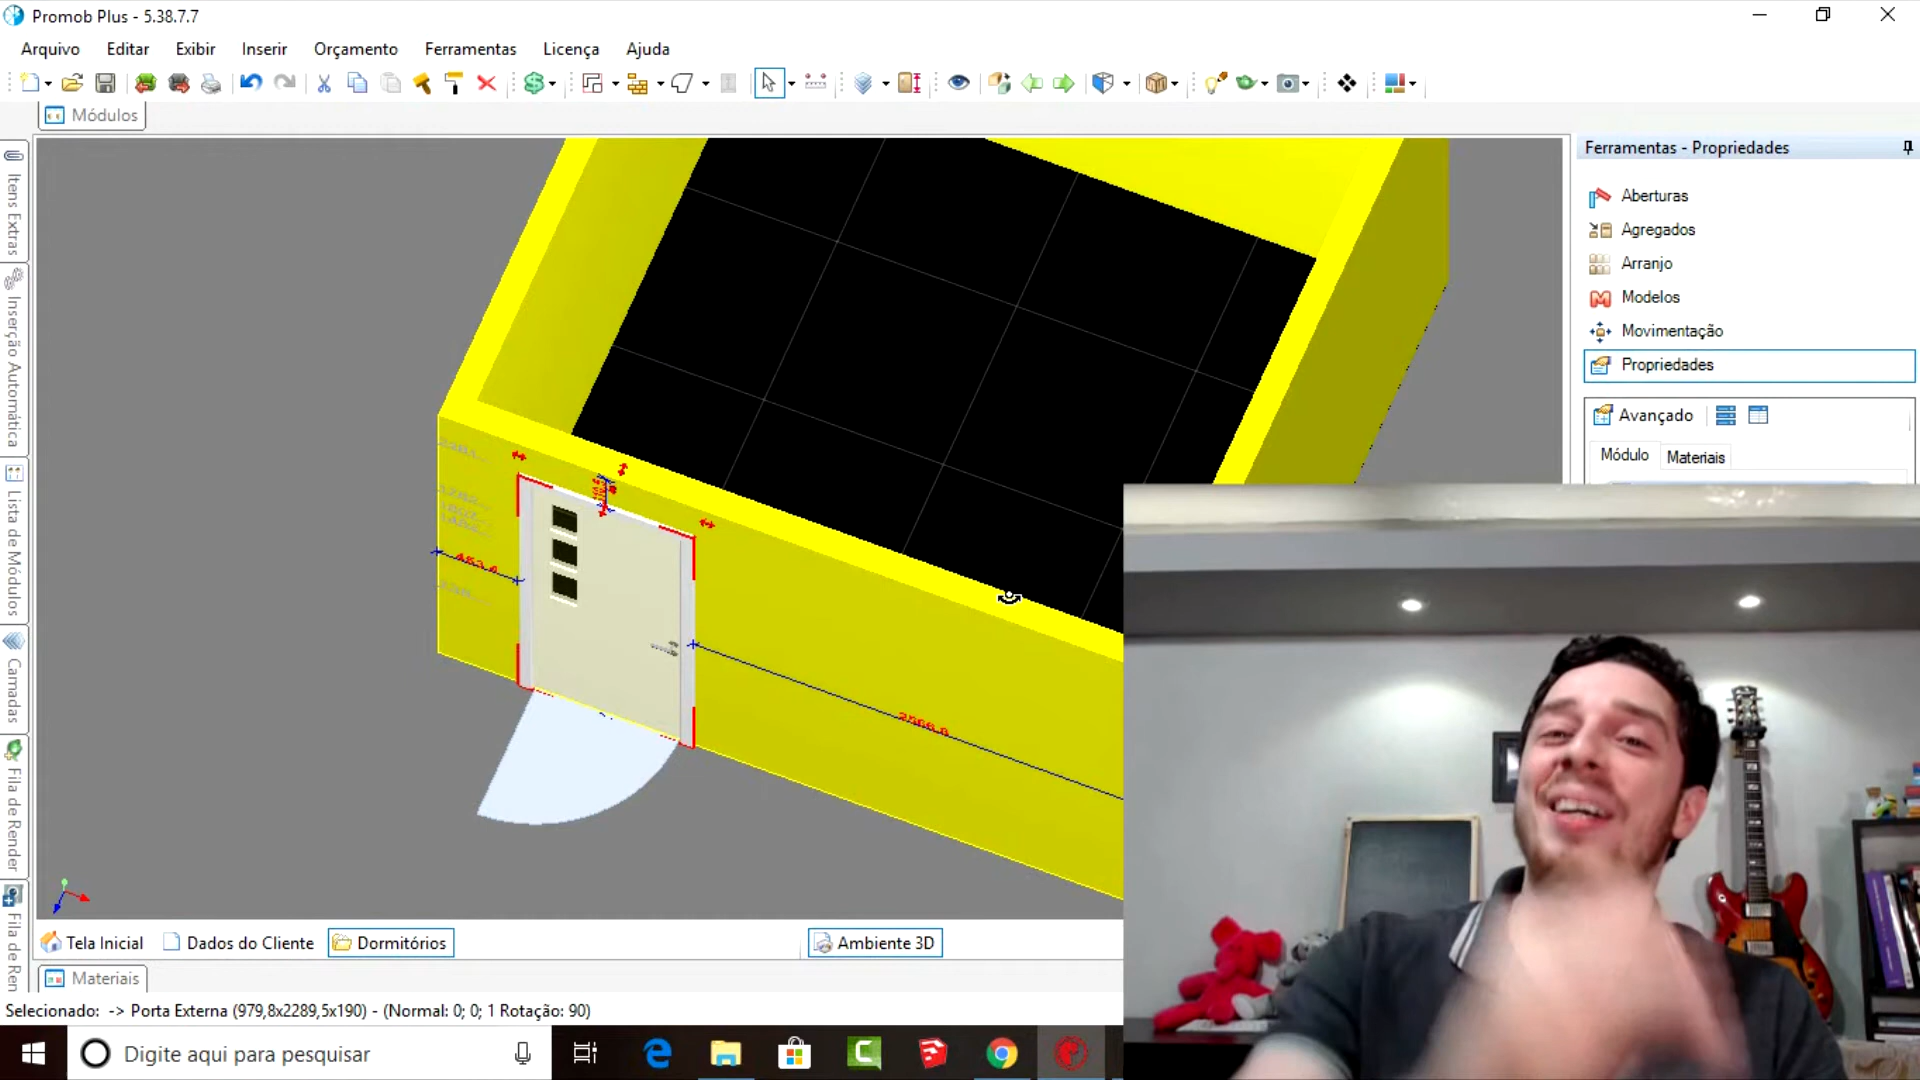 Promob Plus - 5.38.7.7
Arquivo Editar Exibir Inserir Orçamento Ferramentas Licença Ajuda
Módulos
Ferramentas - Propriedades
Aberturas
Agregados
Arranjo
Modelos
Movimentação
Propriedades
Avançado
Módulo Materiais
Itens Extras
Inserção Automática
Lista de Módulos
Camadas
Fila de Render
Fila de Ren
Tela Inicial Dados do Cliente Dormitórios Ambiente 3D
Materiais
Selecionado: -> Porta Externa (979,8x2289,5x190) - (Normal: 0; 0; 1 Rotação: 90)
Digite aqui para pesquisar